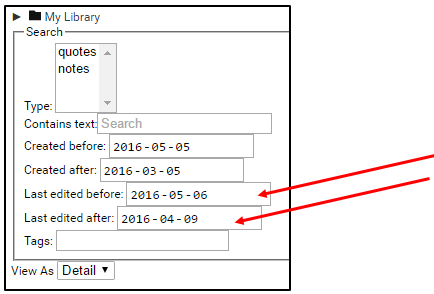 My Library
Search
quotes
notes
Type:
Contains text: Search
Created before: 2016-05-05
Created after: 2016-03-05
Last edited before: 2016-05-06
Last edited after: 2016-04-09
Tags:
View As Detail